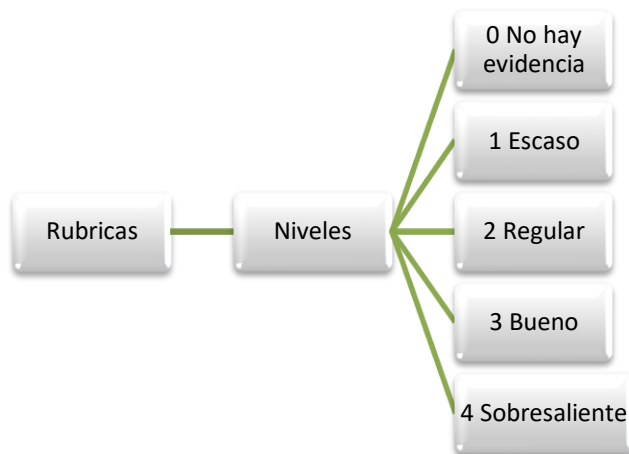 Rubricas
Niveles
0 No hay
evidencia
1 Escaso
2 Regular
3 Bueno
4 Sobresaliente